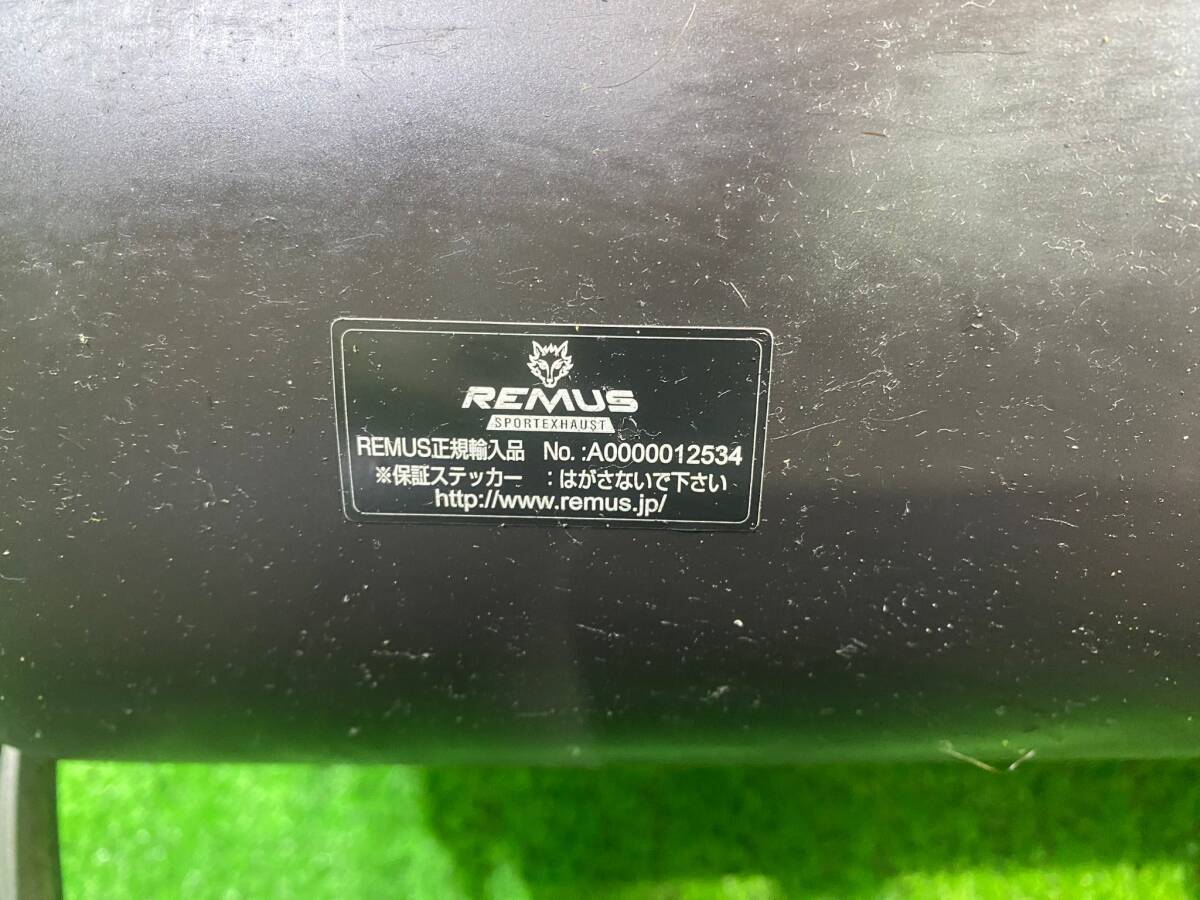 REMUS
SPORTEXHAUST
REMUS正規輸入品 No. :A0000012534
※保証ステッカー :はがさないで下さい
http://www.remus.jp/